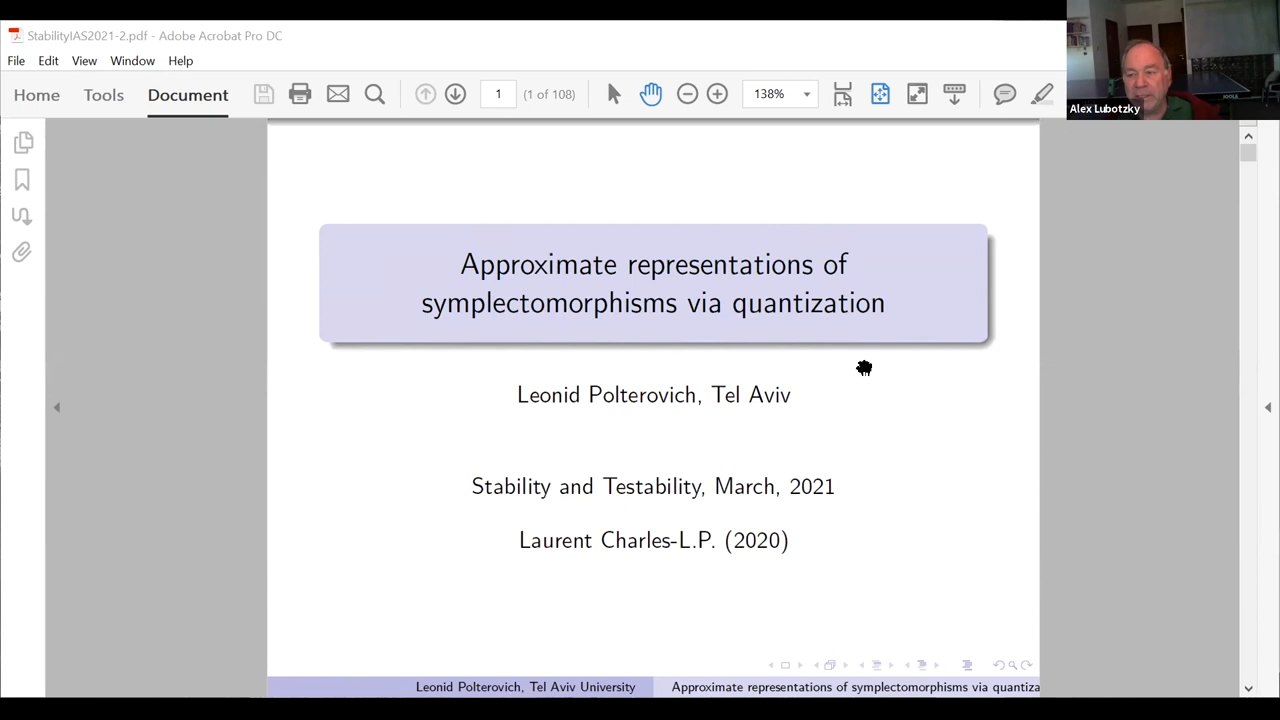 StabilityIAS2021-2.pdf - Adobe Acrobat Pro DC
File Edit View Window Help
Home Tools Document 1 (1 of 108) 138%
Alex Lubotzky
JOOLA
Approximate representations of
symplectomorphisms via quantization
Leonid Polterovich, Tel Aviv
Stability and Testability, March, 2021
Laurent Charles-L.P. (2020)
Leonid Polterovich, Tel Aviv University Approximate representations of symplectomorphisms via quantiza